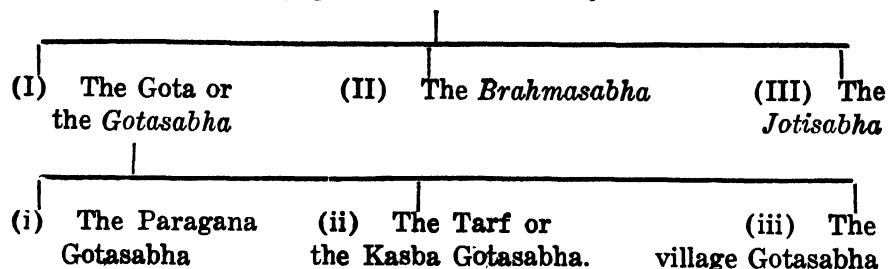 (I) The Gota or (II) The Brahmasabha (III) The
the Gotasabha Jotisabha
(i) The Paragana (ii) The Tarf or (iii) The
Gotasabha the Kasba Gotasabha. village Gotasabha